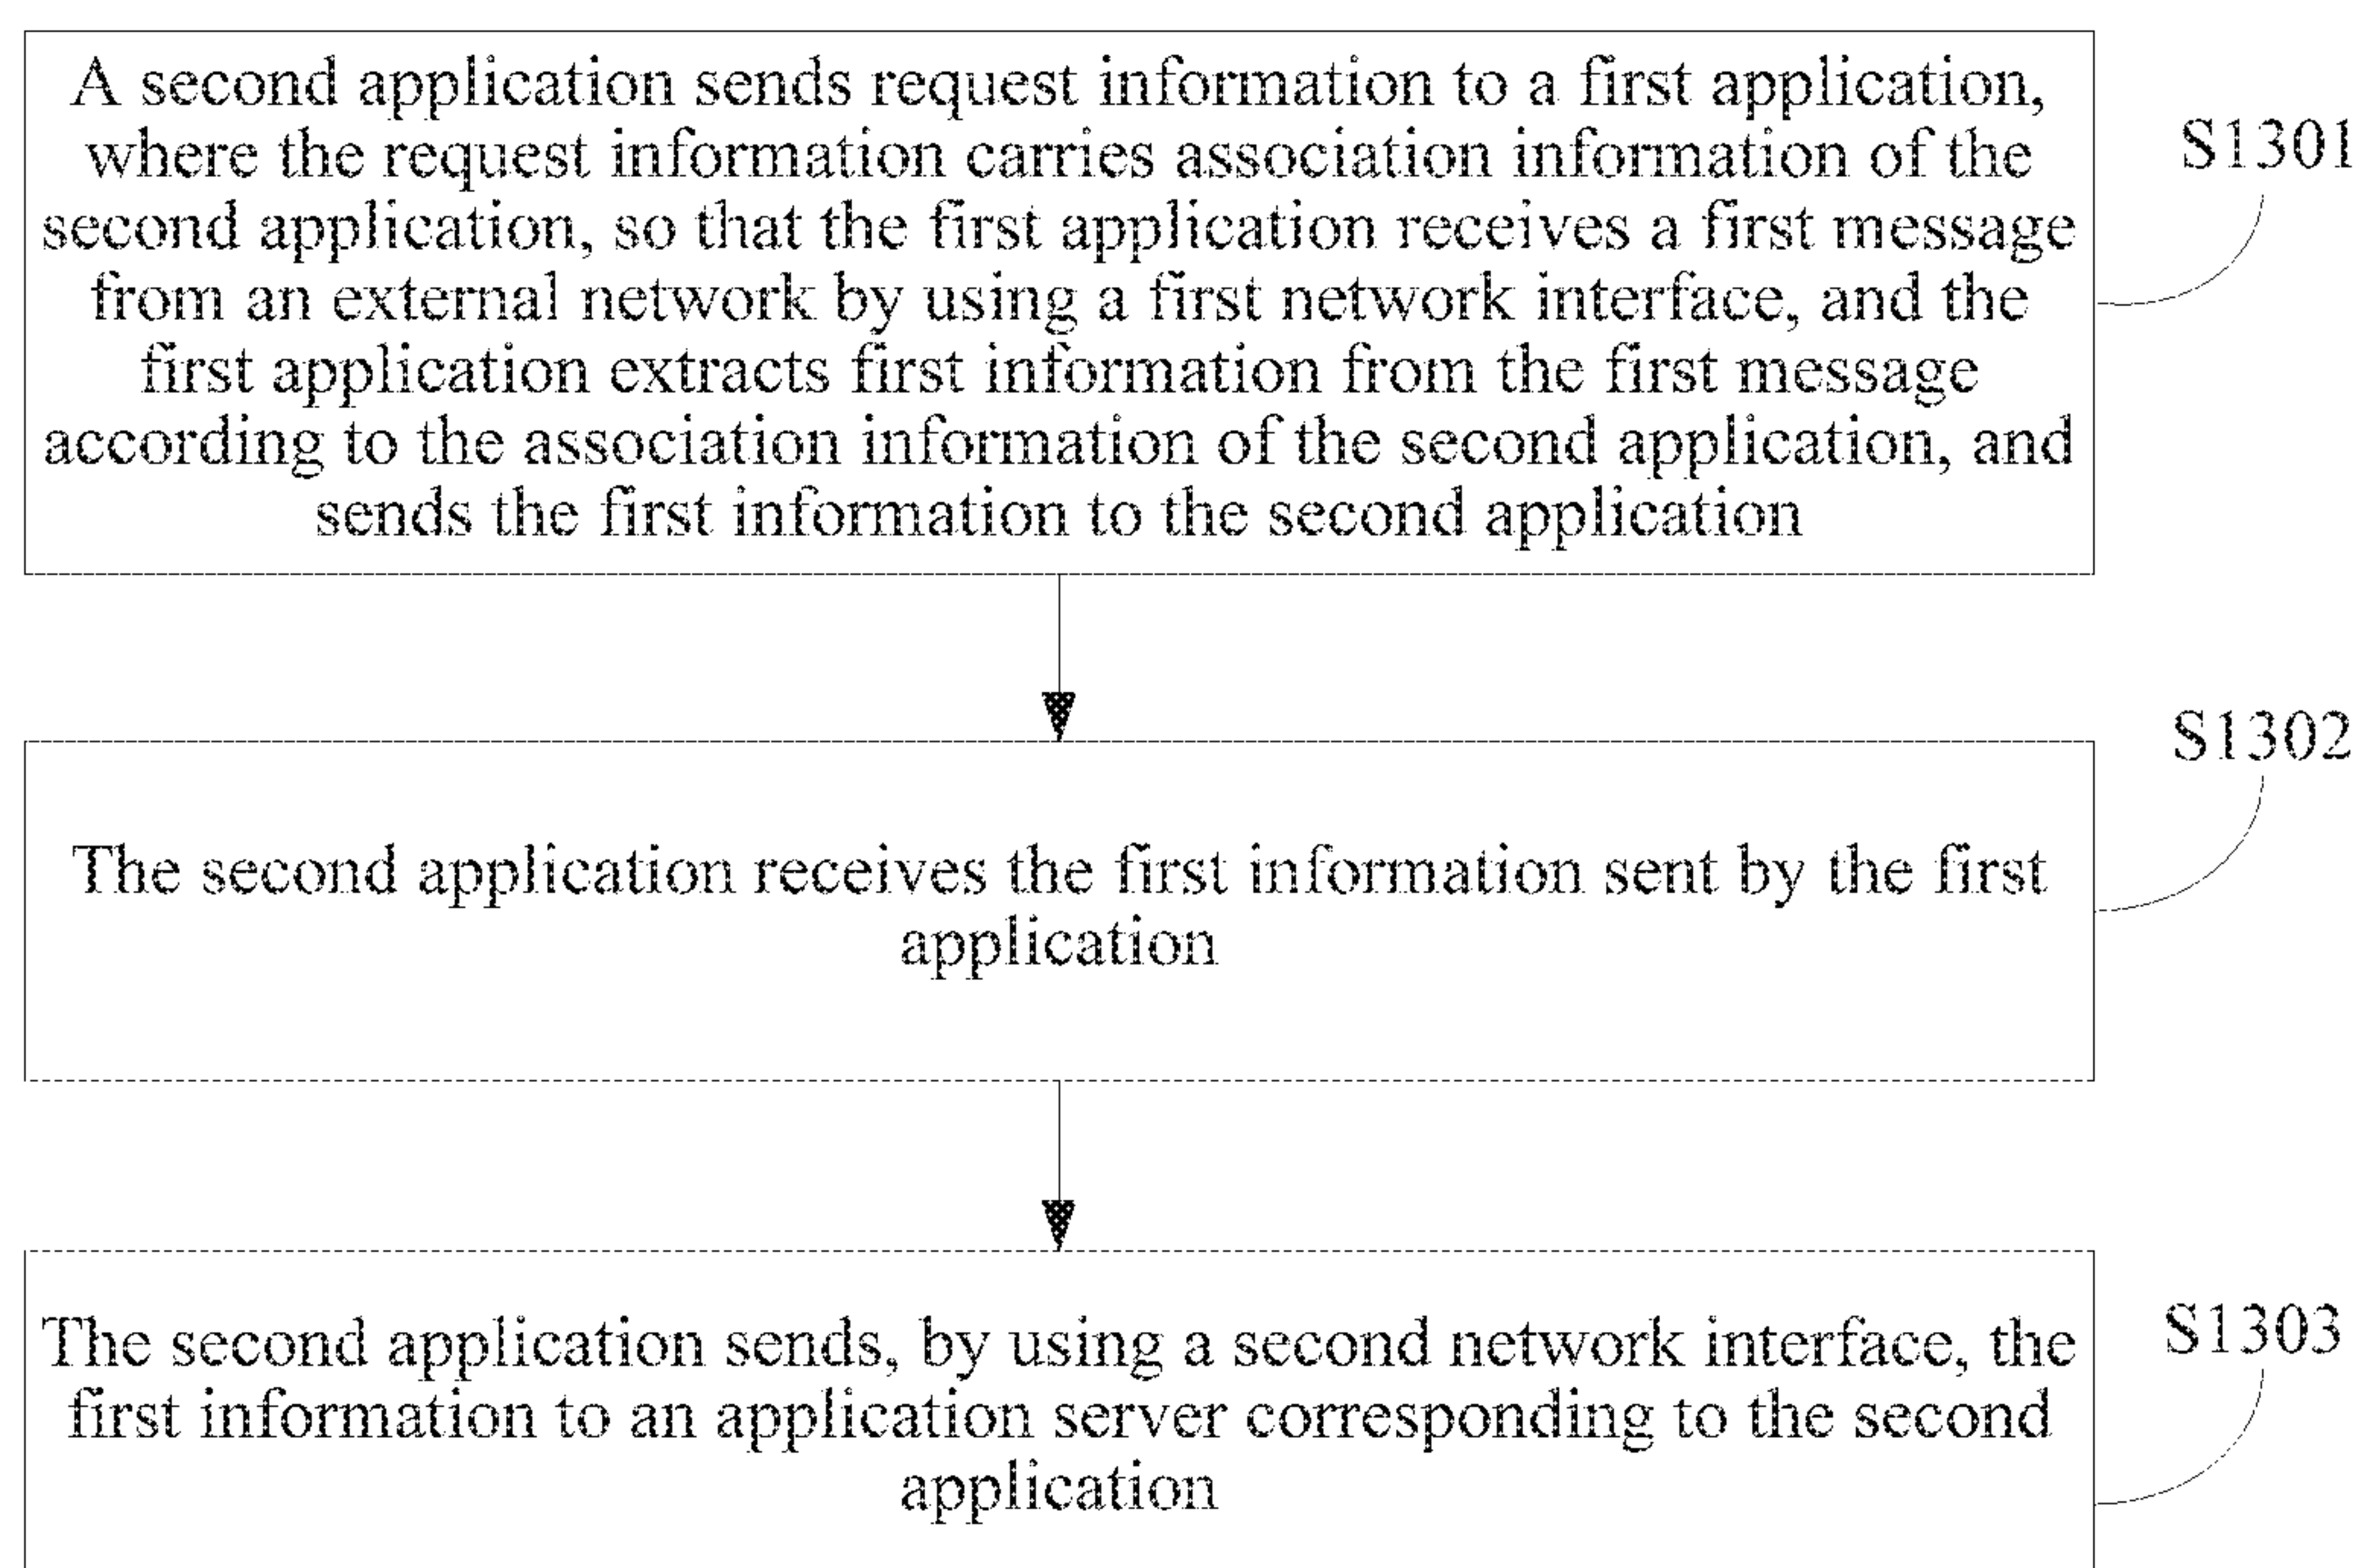 A second application sends request information to a first application,
where the request information carries association information of the
second application, so that the first application receives a first message
from an external network by using a first network interface, and the
first application extracts first information from the first message
according to the association information of the second application, and
sends the first information to the second application
S1301
The second application receives the first information sent by the first
application
S1302
The second application sends, by using a second network interface, the
first information to an application server corresponding to the second
application
S1303